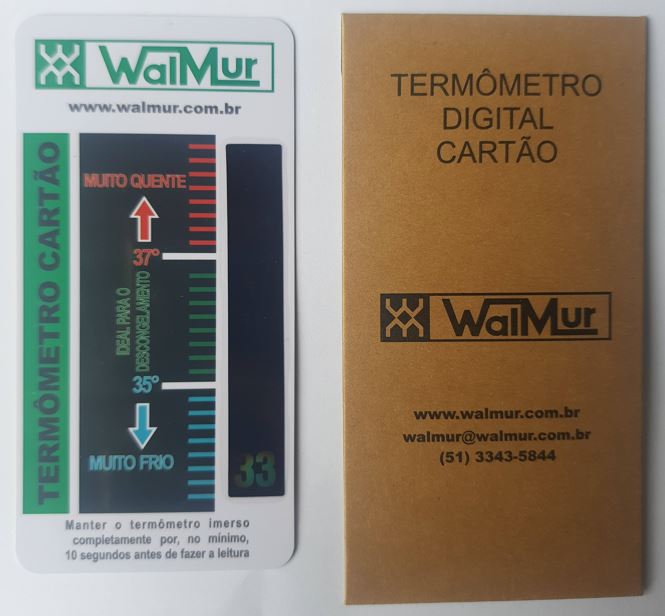 WalMur
www.walmur.com.br
TERMÔMETRO CARTÃO
MUITO QUENTE
37º
IDEAL PARA O
DESCONGELAMENTO
35º
MUITO FRIO
33
Manter o termômetro imerso
completamente por, no mínimo,
10 segundos antes de fazer a leitura
TERMÔMETRO
DIGITAL
CARTÃO
WalMur
www.walmur.com.br
walmur@walmur.com.br
(51) 3343-5844